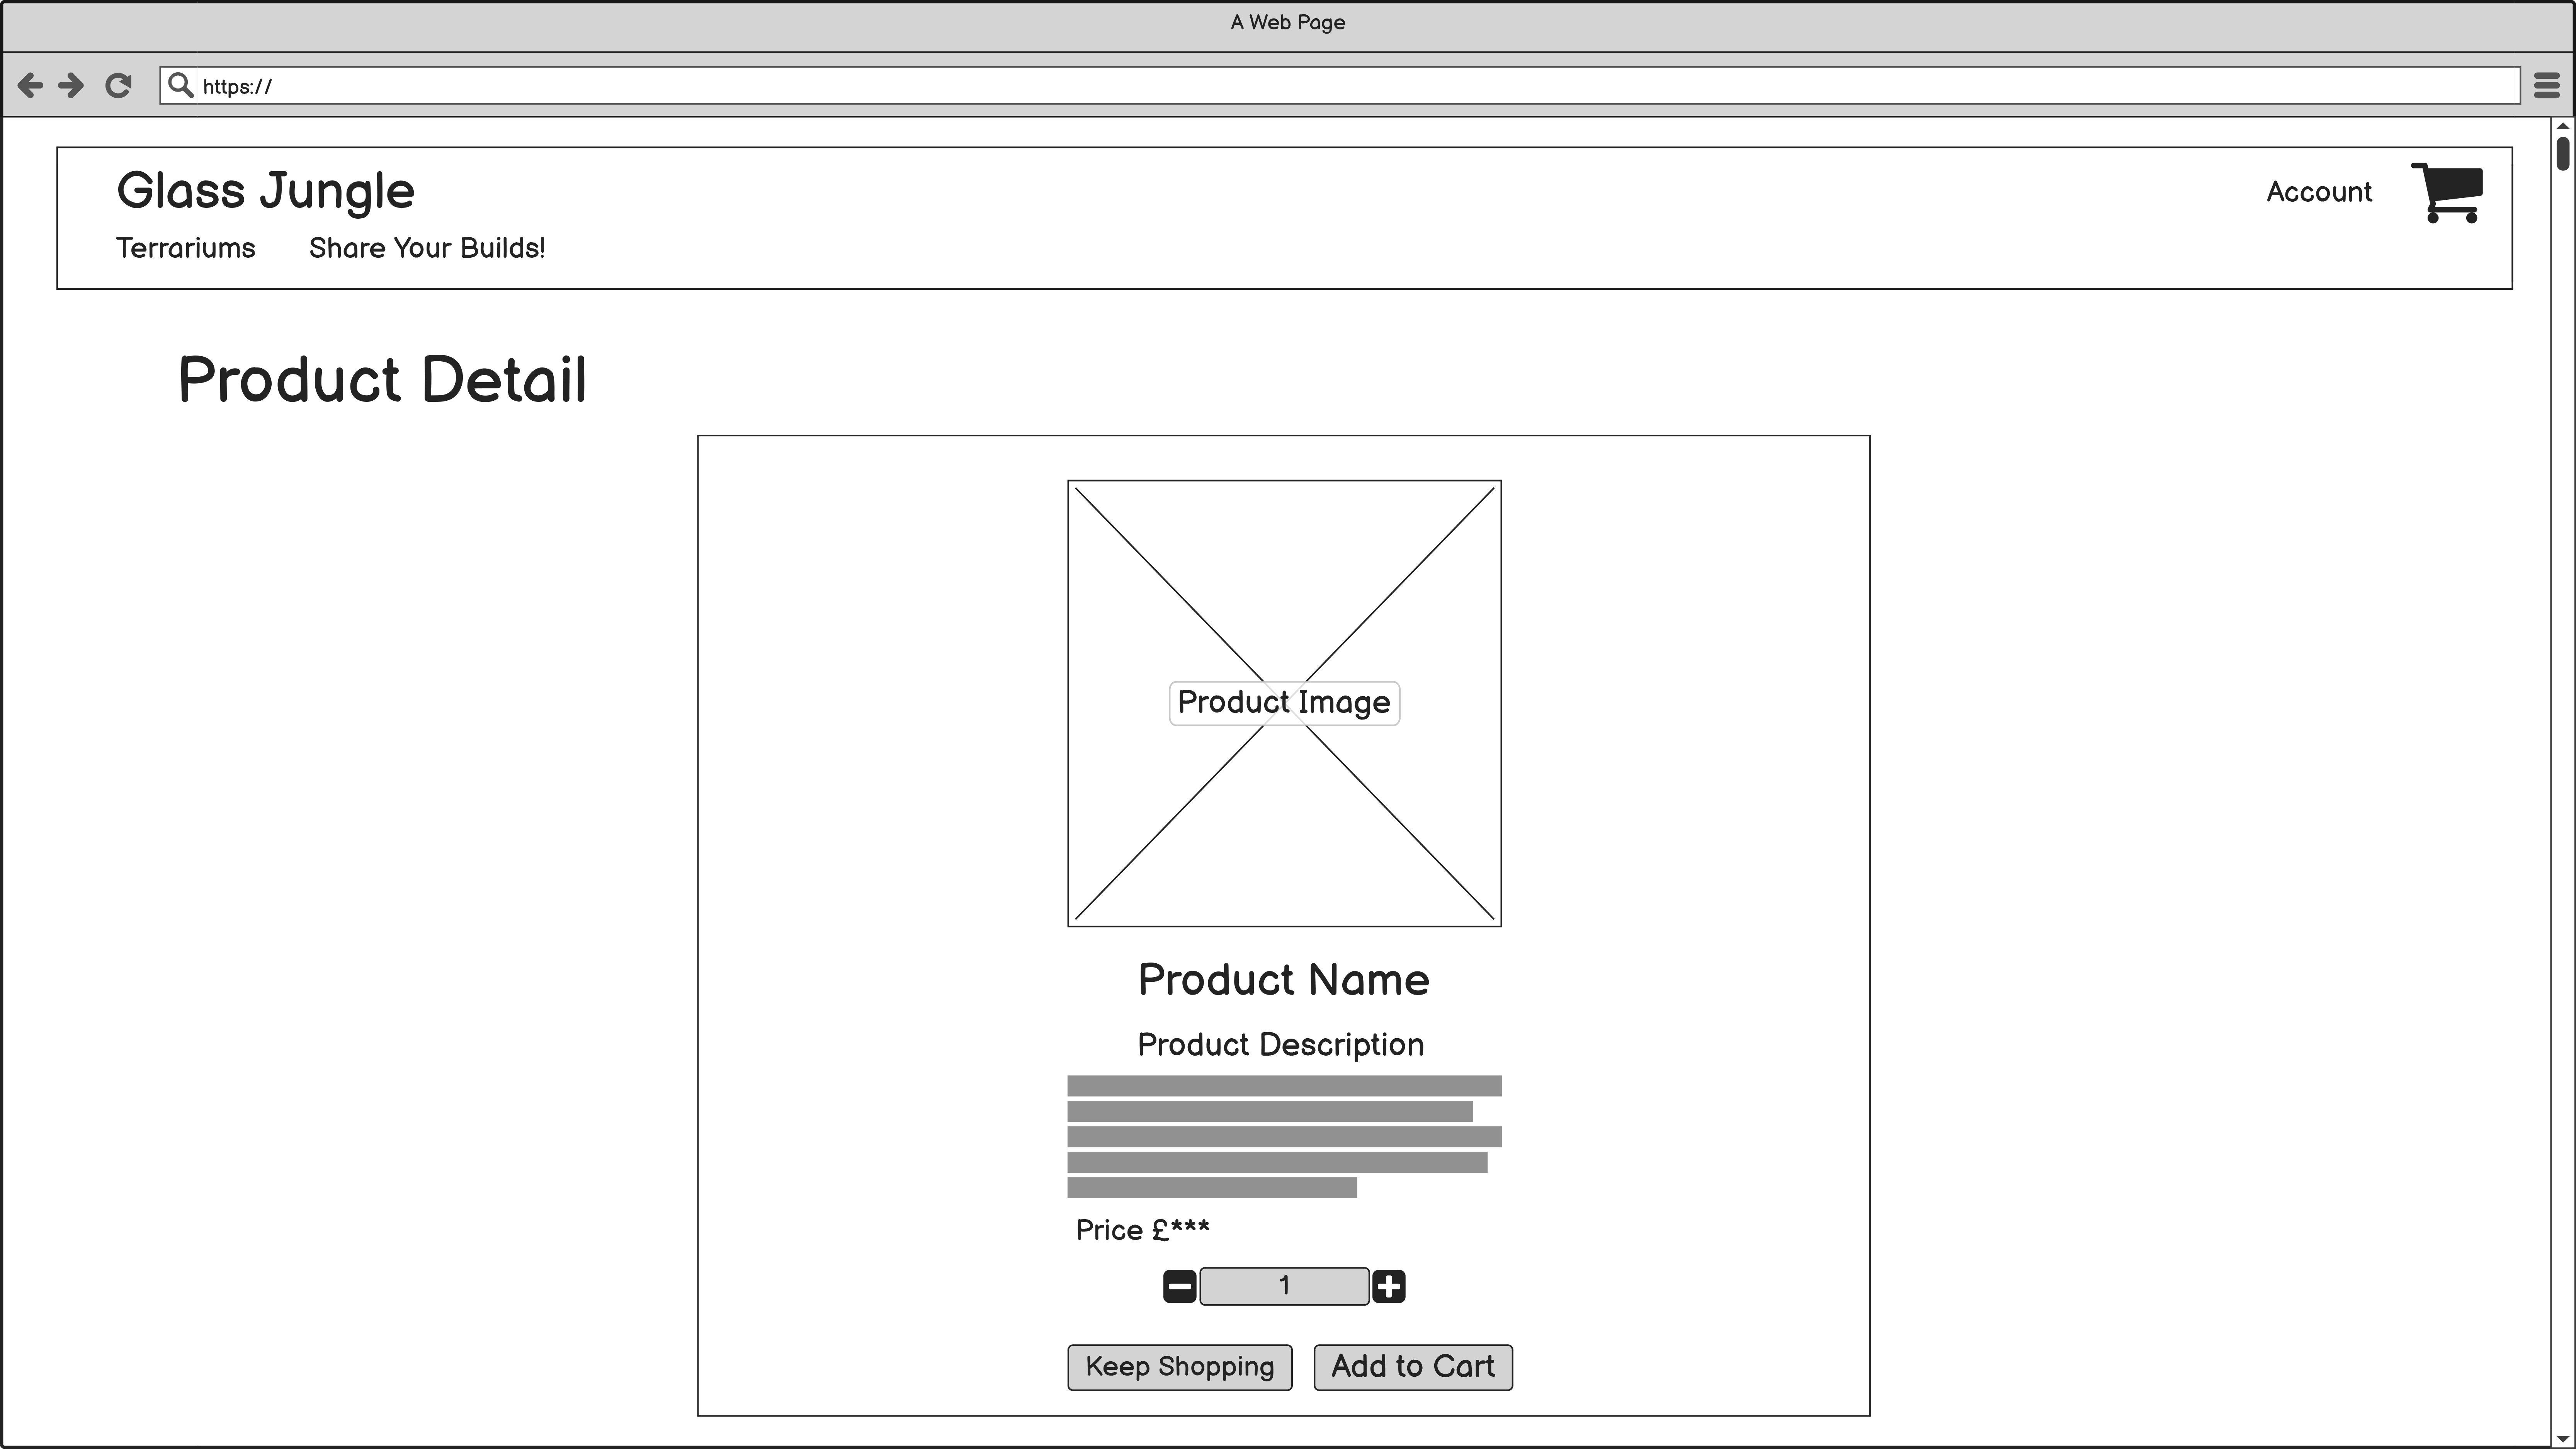 A Web Page
https://
Glass Jungle
Account
Terrariums Share Your Builds!
Product Detail
Product Image
Product Name
Product Description
Price £***
1
Keep Shopping Add to Cart